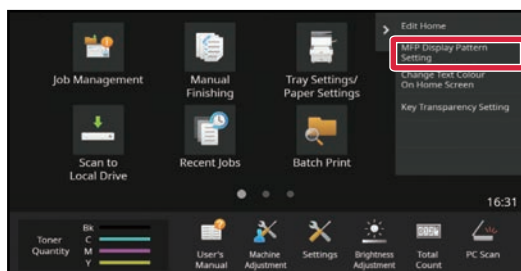 Edit Home
MFP Display Pattern
Setting
Change Text Colour
On Home Screen
Key Transparency Setting
Job Management
Manual
Finishing
Tray Settings/
Paper Settings
Scan to
Local Drive
Recent Jobs
Batch Print
16:31
Toner
Quantity
Bk
C
M
Y
User's
Manual
Machine
Adjustment
Settings
Brightness
Adjustment
Total
Count
PC Scan